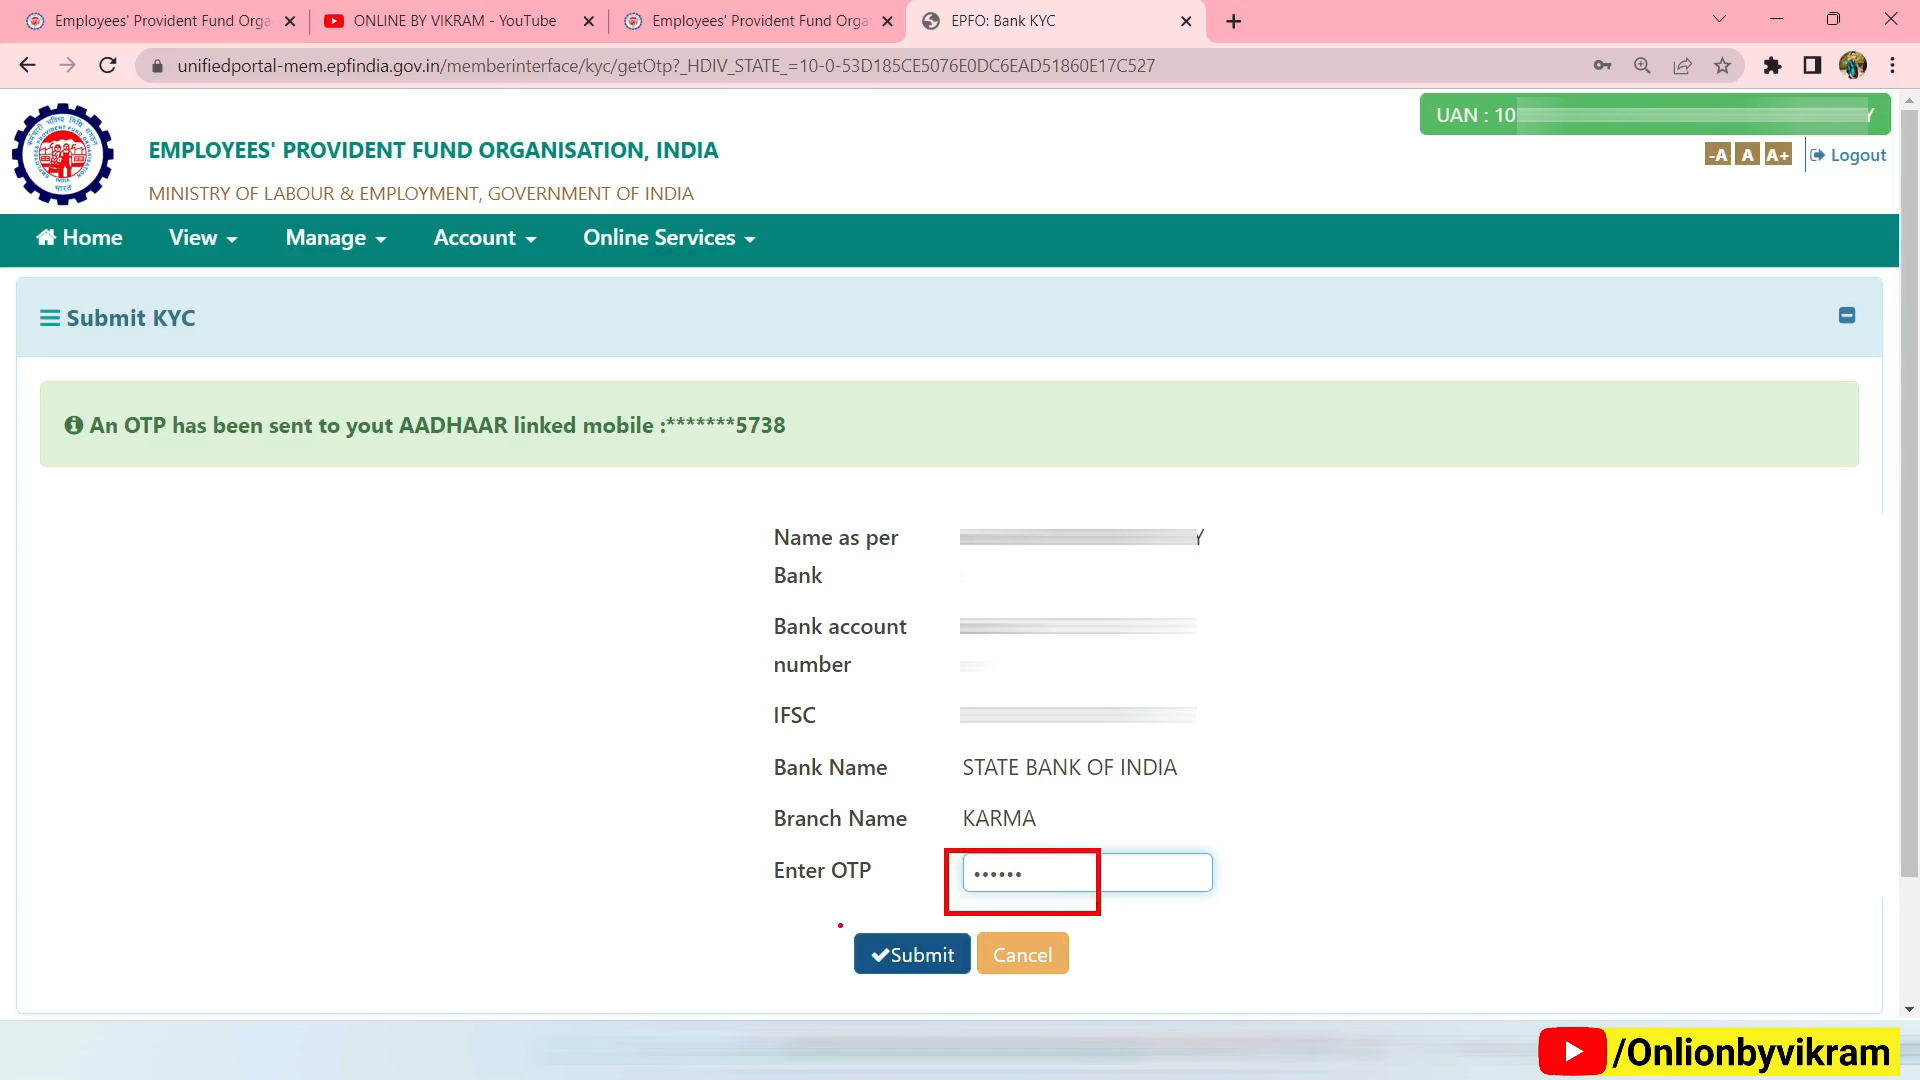 Employees' Provident Fund Orga
ONLINE BY VIKRAM - YouTube
Employees' Provident Fund Orga
EPFO: Bank KYC
unifiedportal-mem.epfindia.gov.in/memberinterface/kyc/getOtp?_HDIV_STATE_=10-0-53D185CE5076E0DC6EAD51860E17C527
UAN : 10 Y
EMPLOYEES' PROVIDENT FUND ORGANISATION, INDIA
-A A A+ Logout
MINISTRY OF LABOUR & EMPLOYMENT, GOVERNMENT OF INDIA
Home View Manage Account Online Services
Submit KYC
An OTP has been sent to yout AADHAAR linked mobile :*******5738
Name as per Bank Y
Bank account number
IFSC
Bank Name STATE BANK OF INDIA
Branch Name KARMA
Enter OTP ••••••
Submit Cancel
/Onlionbyvikram